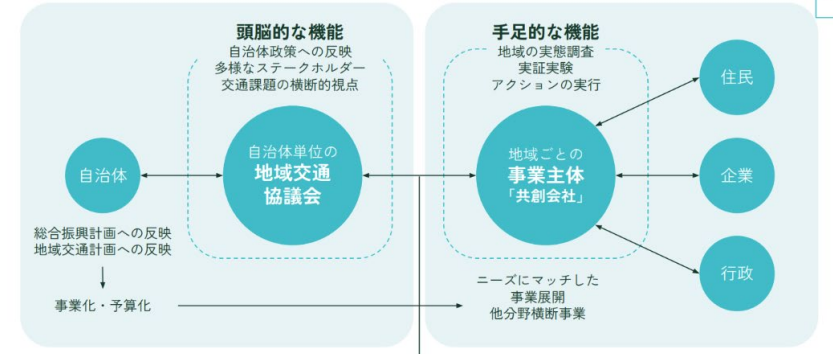 頭脳的な機能
自治体政策への反映
多様なステークホルダー
交通課題の横断的視点
自治体
自治体単位の
地域交通
協議会
総合振興計画への反映
地域交通計画への反映
事業化・予算化
手足的な機能
地域の実態調査
実証実験
アクションの実行
地域ごとの
事業主体
「共創会社」
ニーズにマッチした
事業展開
他分野横断事業
住民
企業
行政